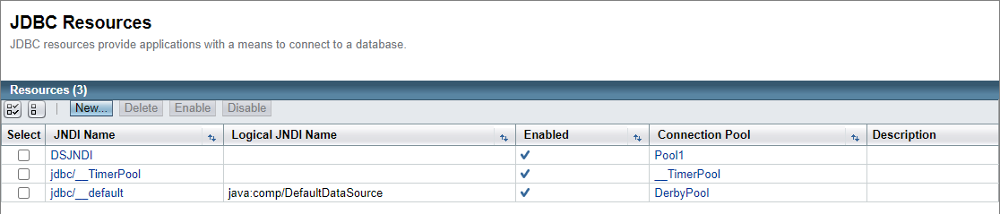 JDBC Resources
JDBC resources provide applications with a means to connect to a database.
Resources (3)
New... Delete Enable Disable
Select JNDI Name Logical JNDI Name Enabled Connection Pool Description
DSJNDI Pool1
jdbc/__TimerPool __TimerPool
jdbc/__default java:comp/DefaultDataSource DerbyPool